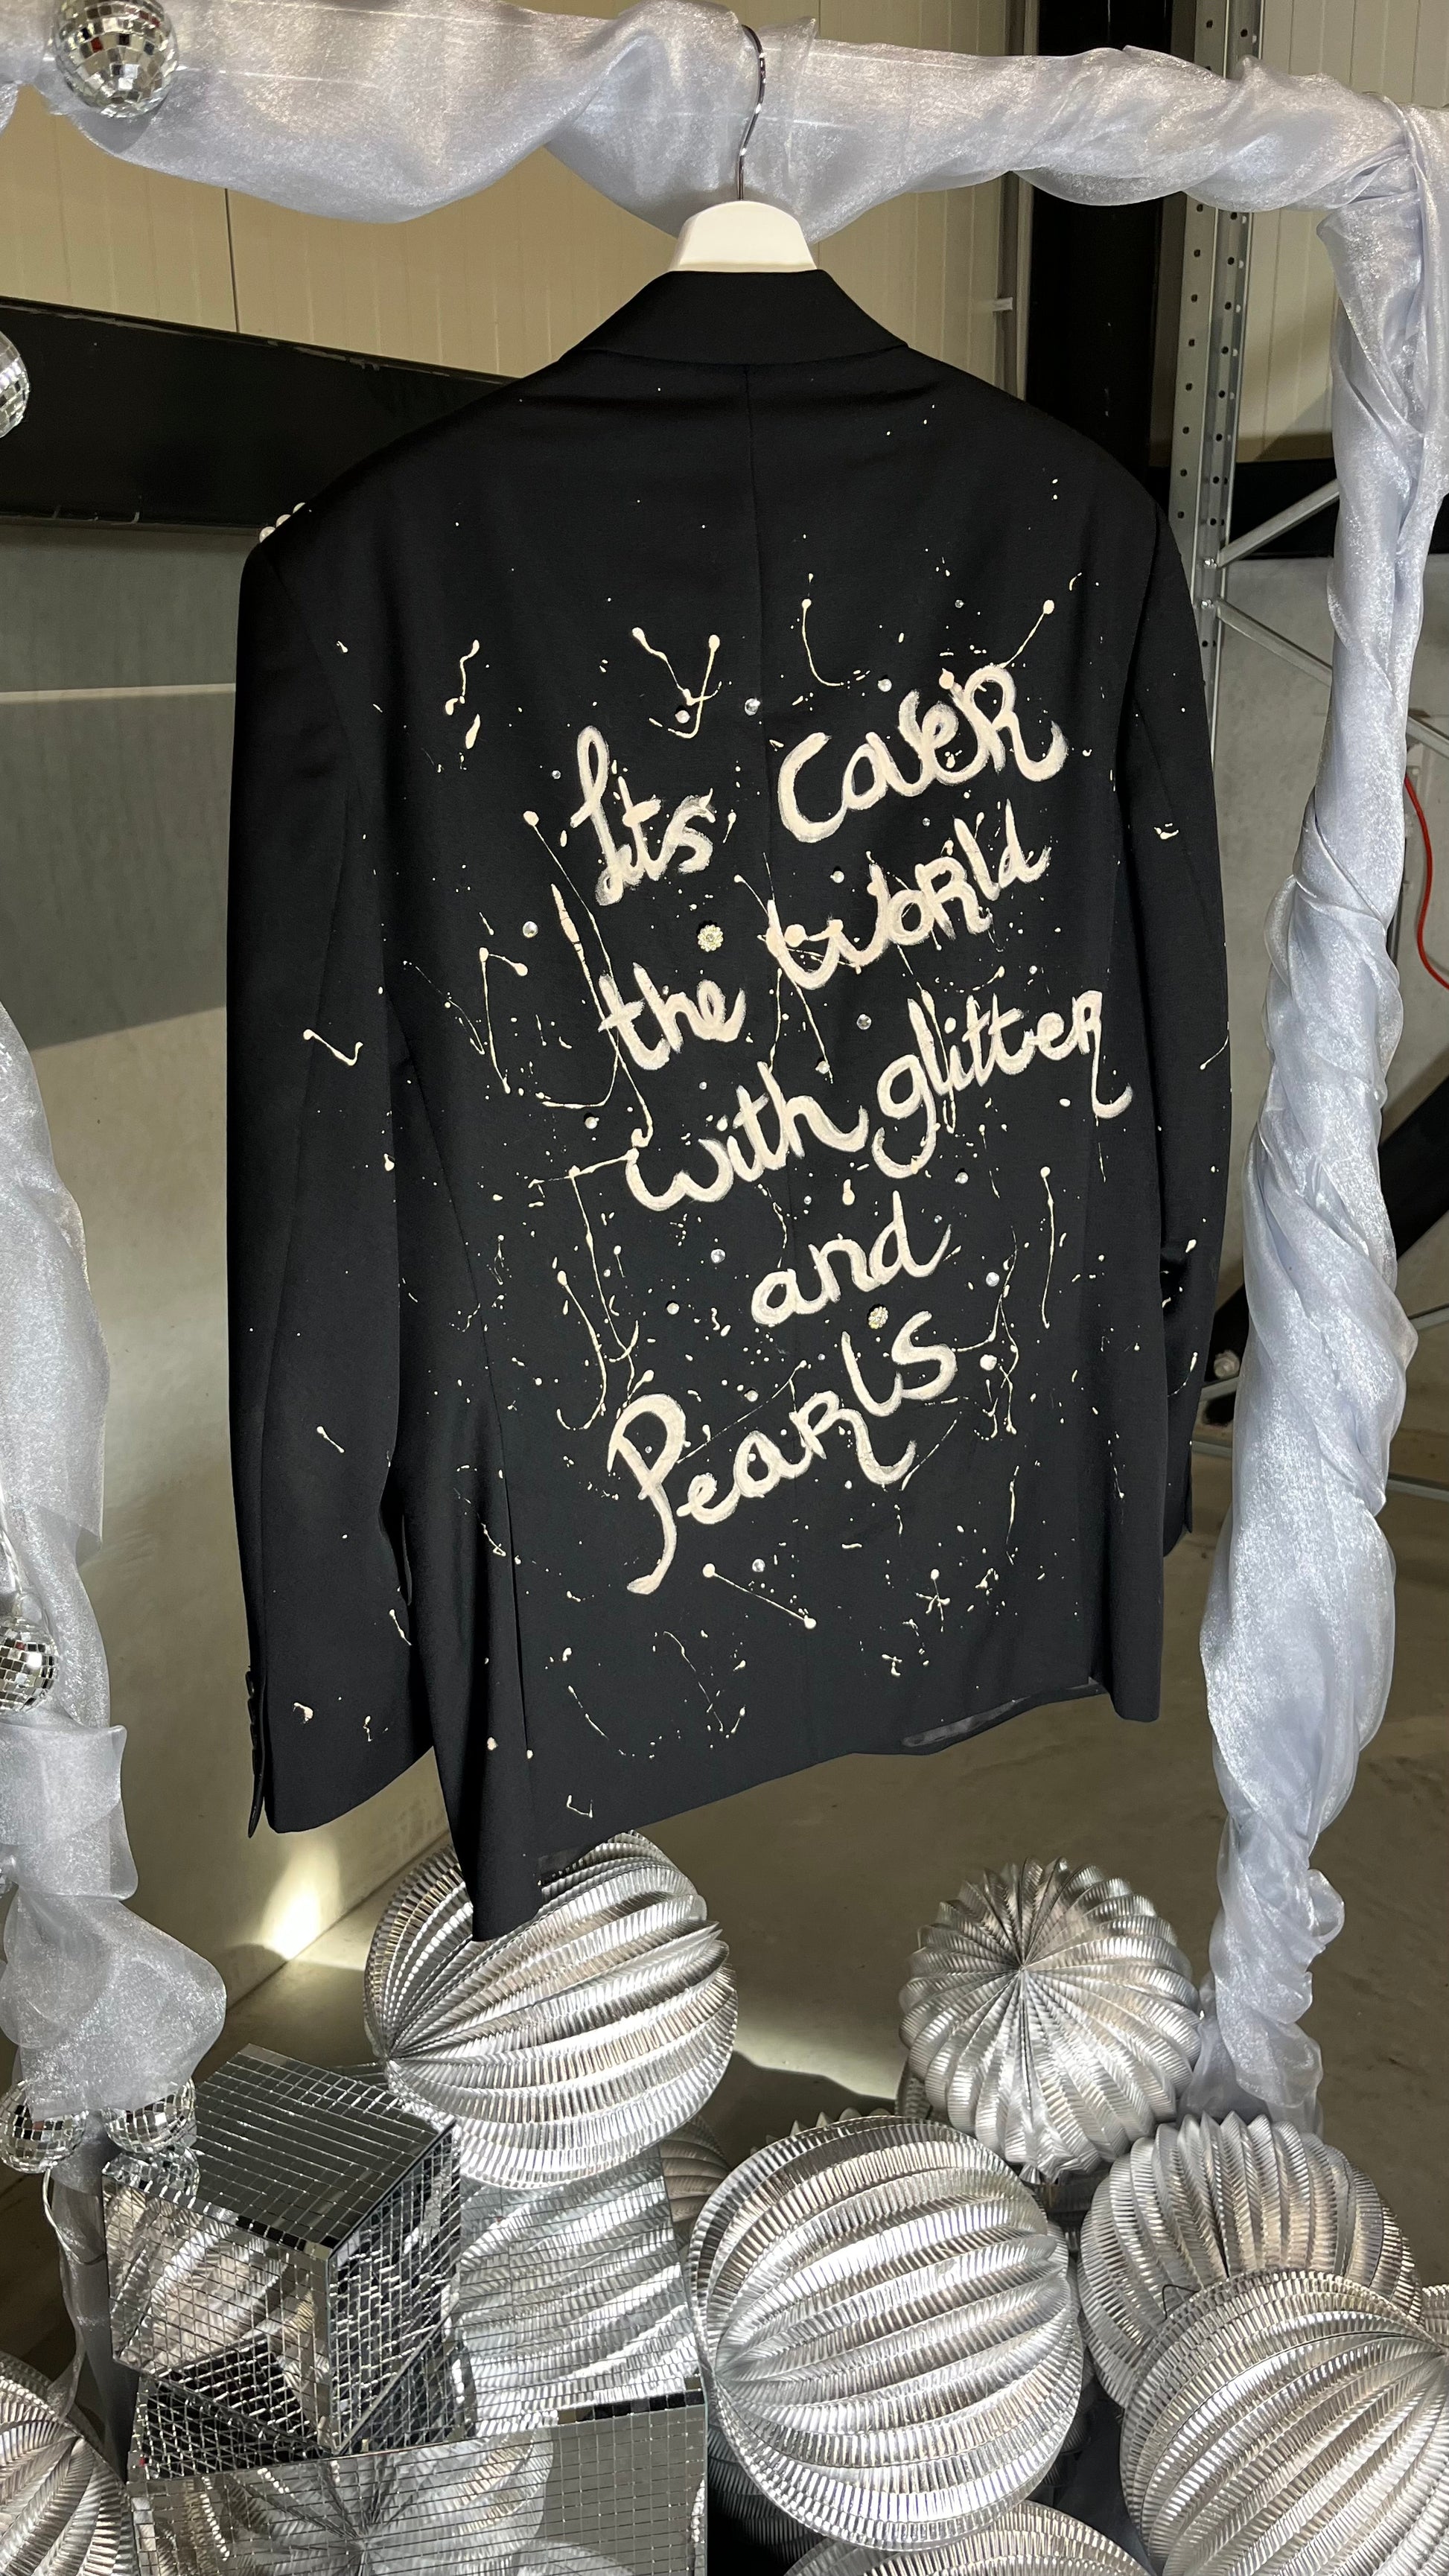 Lets cover
the world
with glitter
and
Pearls